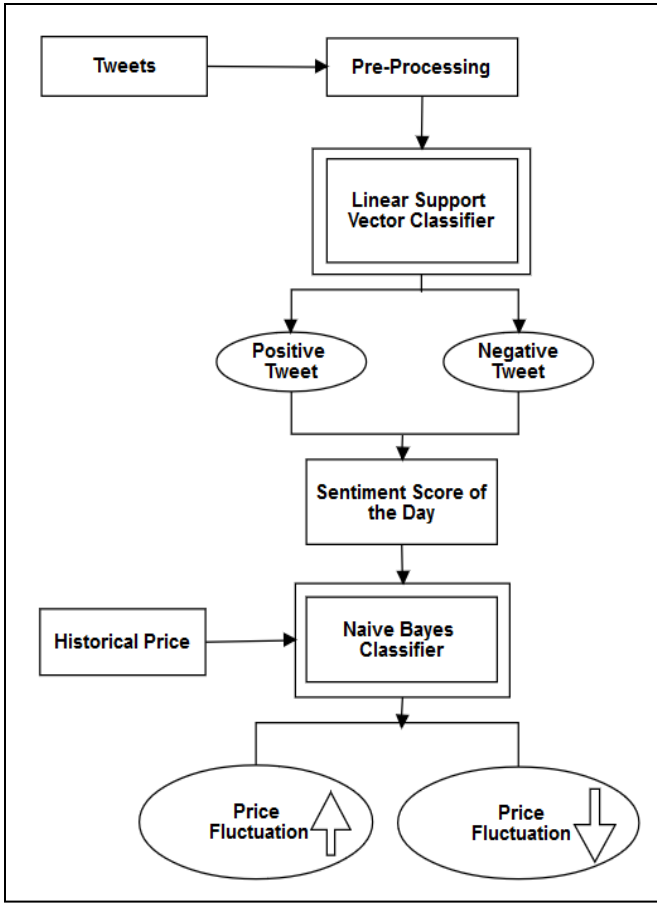 Tweets
Pre-Processing
Linear Support
Vector Classifier
Positive
Tweet
Negative
Tweet
Sentiment Score of
the Day
Historical Price
Naive Bayes
Classifier
Price
Fluctuation
Price
Fluctuation